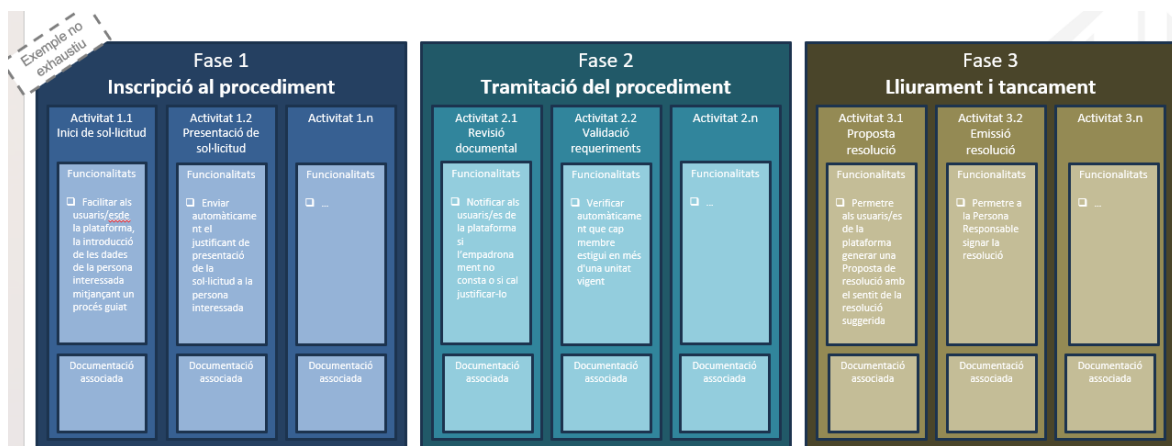 Exemple no
exhaustiu
Fase 1
Inscripció al procediment
Activitat 1.1
Inici de sol·licitud
Funcionalitats
Facilitar als
usuaris/esde
la plataforma,
la introducció
de les dades
de la persona
interessada
mitjançant un
procés guiat
Documentació
associada
Activitat 1.2
Presentació de
sol·licitud
Funcionalitats
Enviar
automàticame
nt el
justificant de
presentació
de la
sol·licitud a la
persona
interessada
Documentació
associada
Activitat 1.n
Funcionalitats
...
Documentació
associada
Fase 2
Tramitació del procediment
Activitat 2.1
Revisió
documental
Funcionalitats
Notificar als
usuaris/es de
la plataforma
si
l'empadrona
ment no
consta o si cal
justificar-lo
Documentació
associada
Activitat 2.2
Validació
requeriments
Funcionalitats
Verificar
automàticame
nt que cap
membre
estigui en més
d'una unitat
vigent
Documentació
associada
Activitat 2.n
Funcionalitats
...
Documentació
associada
Fase 3
Lliurament i tancament
Activitat 3.1
Proposta
resolució
Funcionalitats
Permetre
als usuaris/es
de la
plataforma
generar una
Proposta de
resolució amb
el sentit de la
resolució
suggerida
Documentació
associada
Activitat 3.2
Emissió
resolució
Funcionalitats
Permetre a
la Persona
Responsable
signar la
resolució
Documentació
associada
Activitat 3.n
Funcionalitats
...
Documentació
associada